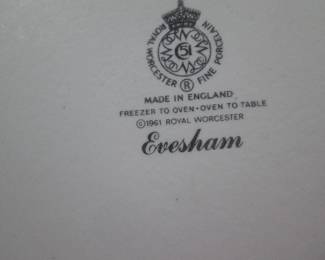 ROYAL WORCESTER ® FINE PORCELAIN
51
MADE IN ENGLAND
FREEZER TO OVEN • OVEN TO TABLE
©1961 ROYAL WORCESTER
Evesham